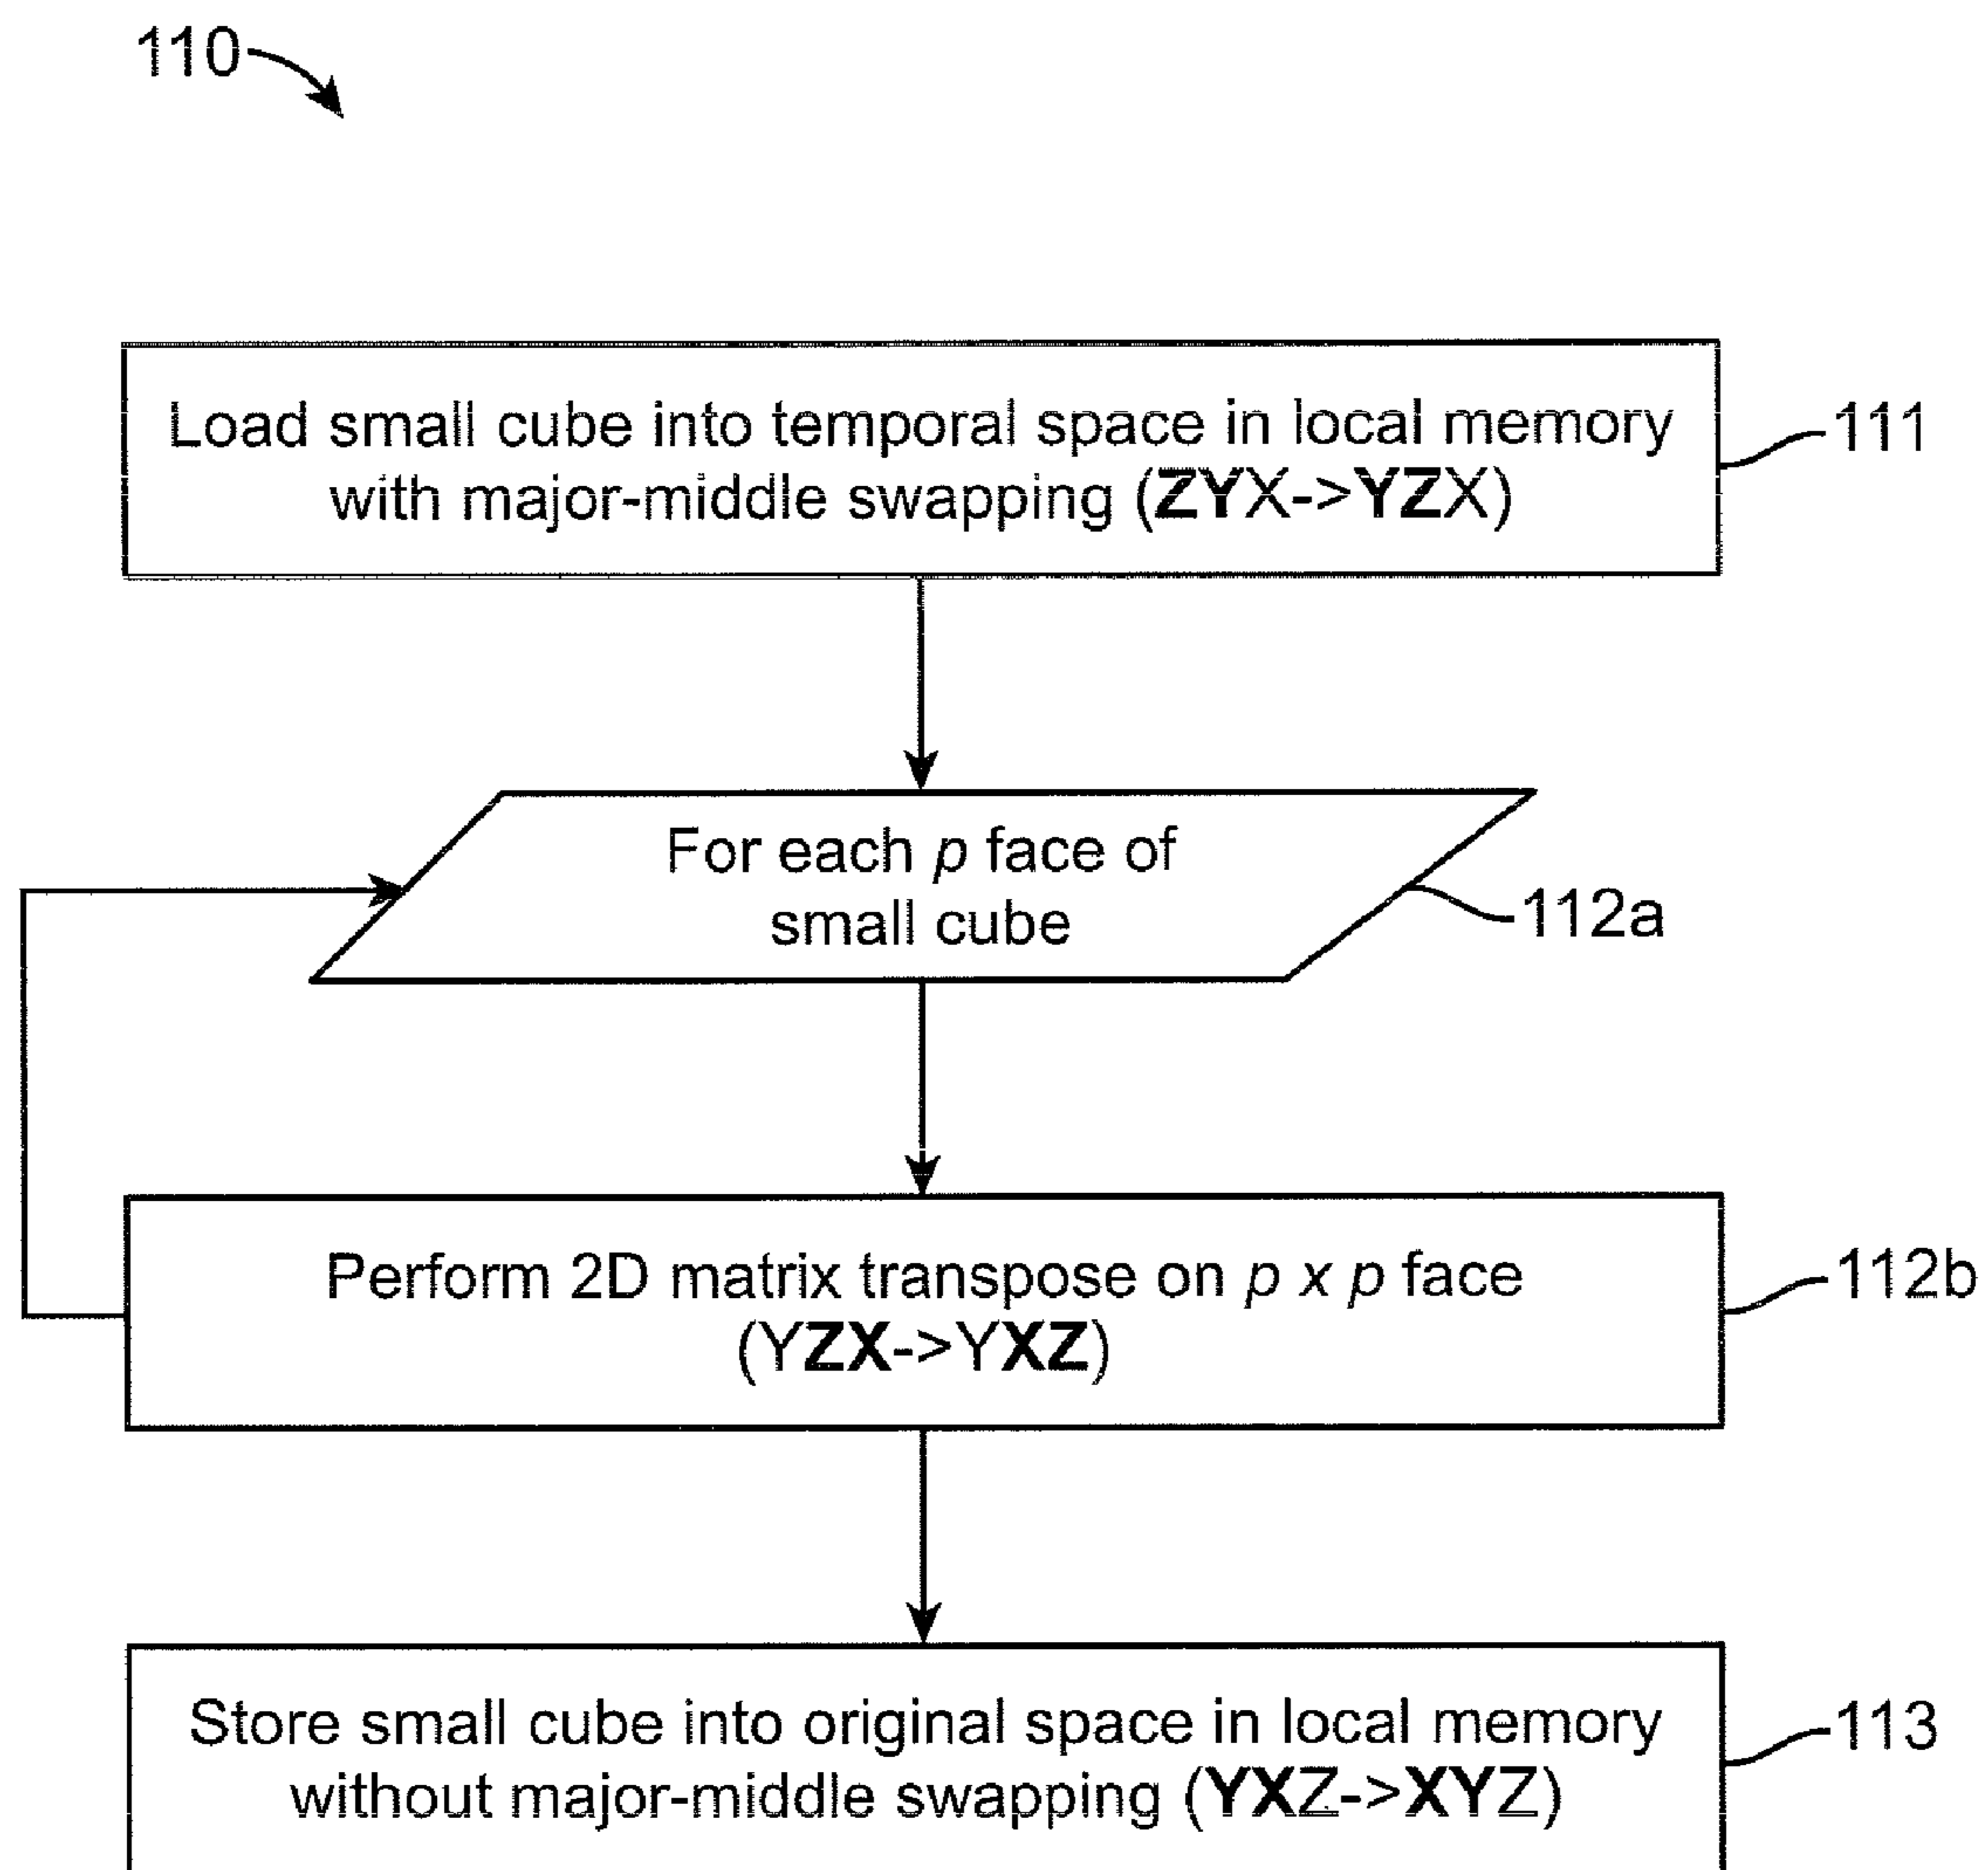 110
Load small cube into temporal space in local memory
with major-middle swapping (ZYX->YZX)
111
For each p face of
small cube
112a
Perform 2D matrix transpose on p x p face
(YZX->YXZ)
112b
Store small cube into original space in local memory
without major-middle swapping (YXZ->XYZ)
113